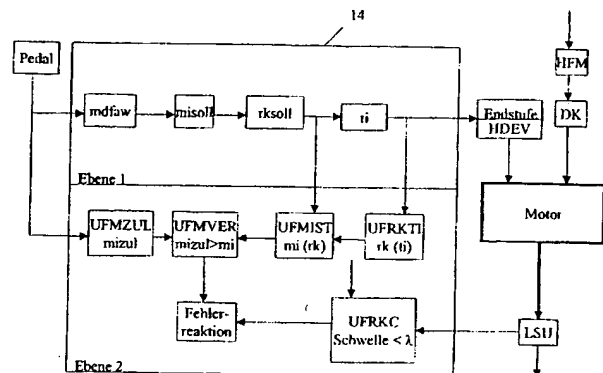 14
Pedal
HFM
mdfaw
misoll
rksoll
ti
Endstufe
HDEV
DK
Ebene 1
Motor
UFMZUL
mizul
UFMVER
mizul>mi
UFMIST
mi (rk)
UFRKTI
rk (ti)
Fehler-
reaktion
UFRKC
Schwelle < λ
LSU
Ebene 2